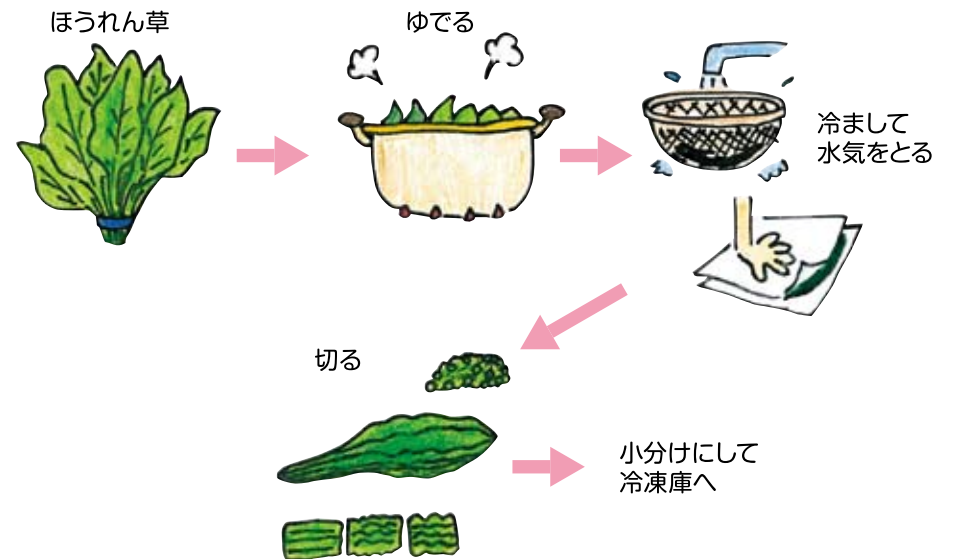 ほうれん草
ゆでる
冷まして
水気をとる
切る
小分けにして
冷凍庫へ